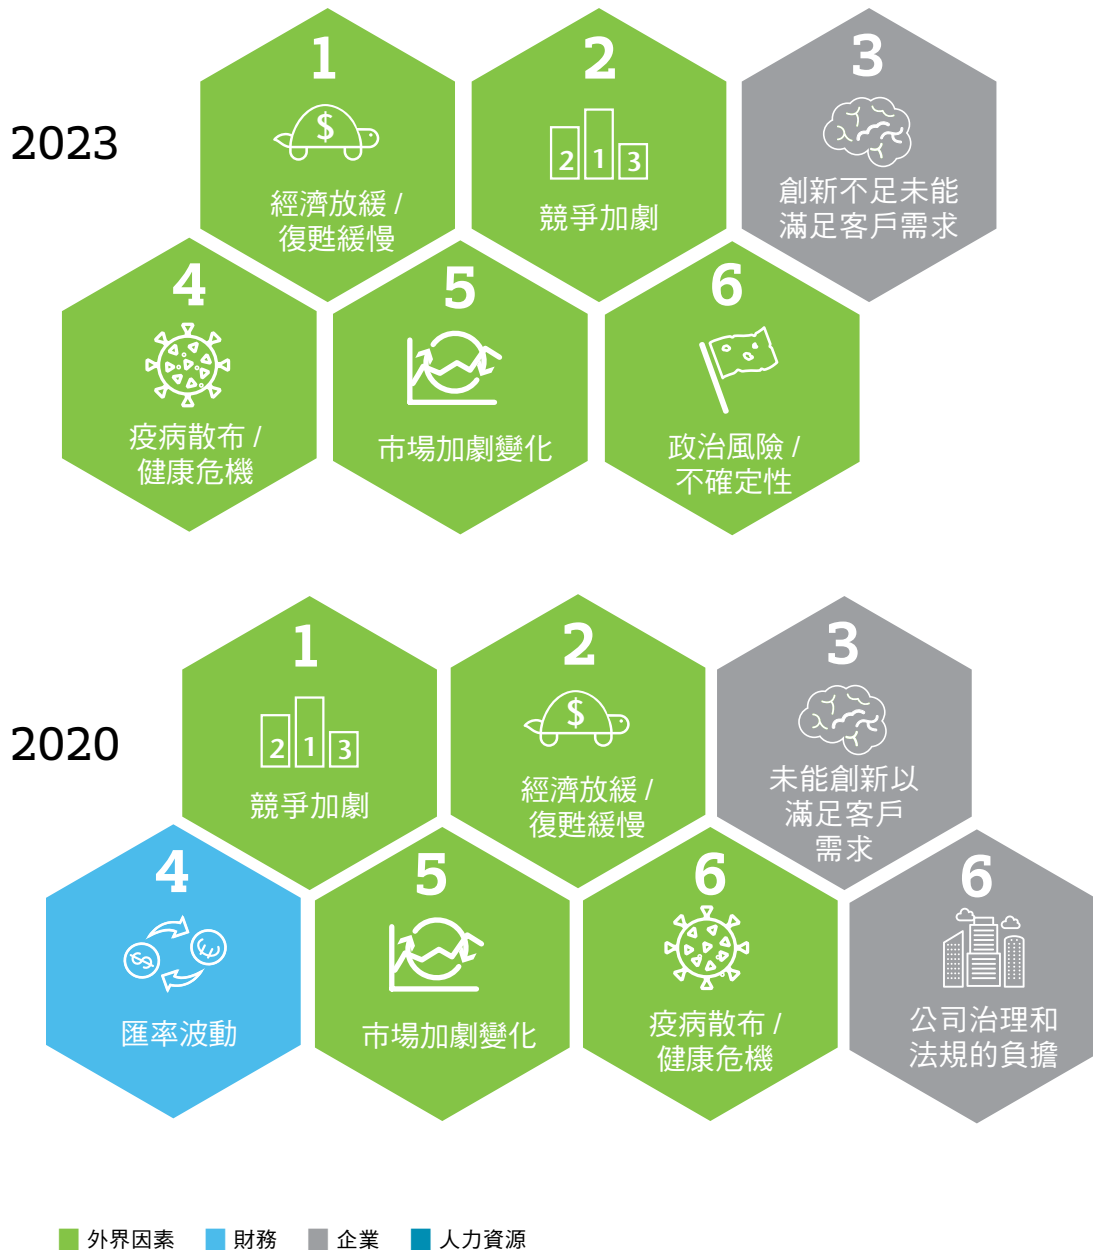 2023
1
$
經濟放緩 /
復甦緩慢
2
2 1 3
競爭加劇
3
創新不足未能
滿足客戶需求
4
疫病散布 /
健康危機
5
市場加劇變化
6
政治風險 /
不確定性
2020
1
2 1 3
競爭加劇
2
$
經濟放緩 /
復甦緩慢
3
未能創新以
滿足客戶
需求
4
$ €
匯率波動
5
市場加劇變化
6
疫病散布 /
健康危機
6
公司治理和
法規的負擔
外界因素 財務 企業 人力資源